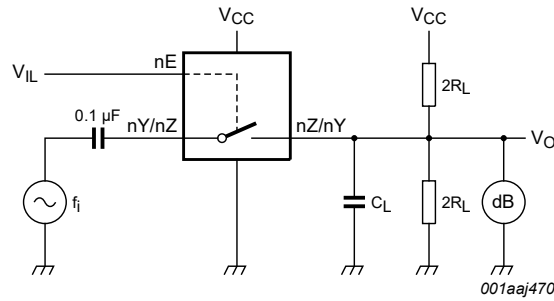 VCC VCC
VIL nE 2RL
0.1 µF nY/nZ nZ/nY VO
fi CL 2RL dB
001aaj470